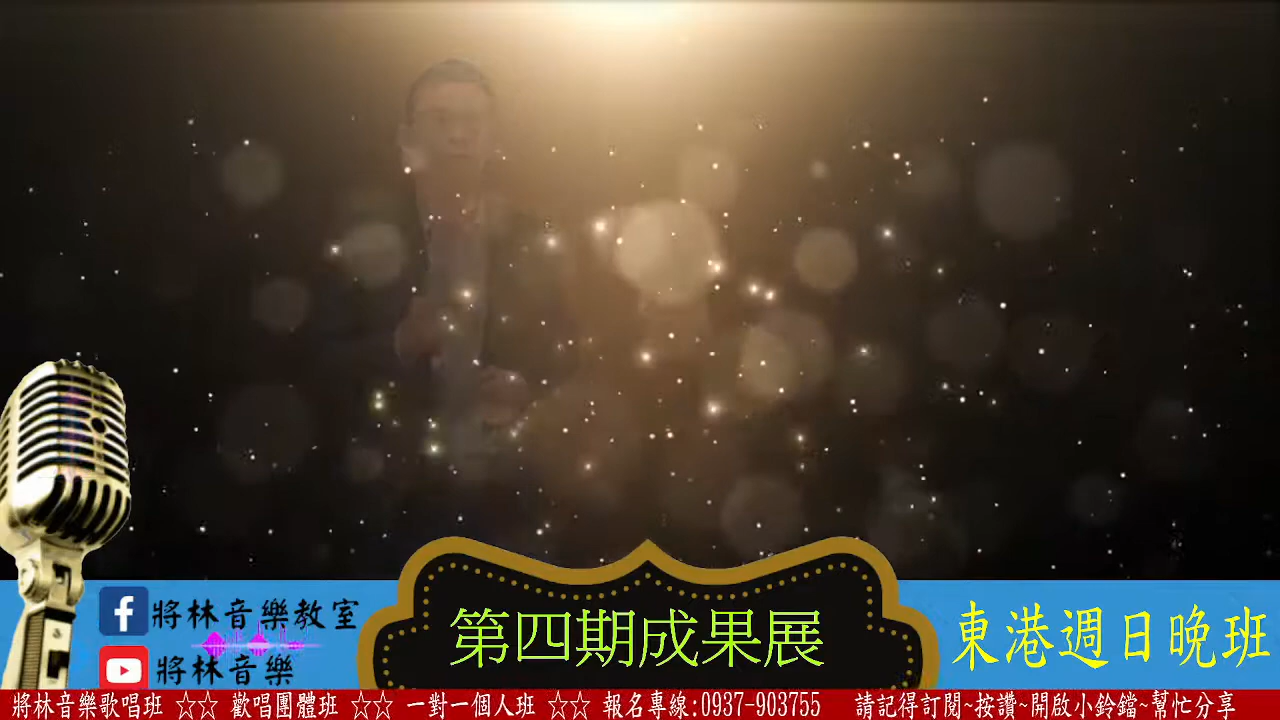 將林音樂教室
將林音樂
第四期成果展
東港週日晚班
將林音樂歌唱班 ☆☆ 歡唱團體班 ☆☆ 一對一個人班 ☆☆ 報名專線:0937-903755 請記得訂閱~按讚~開啟小鈴鐺~幫忙分享